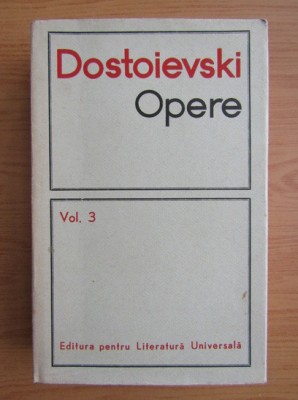 Dostoievski
Opere
Vol. 3
Editura pentru Literatură Universală